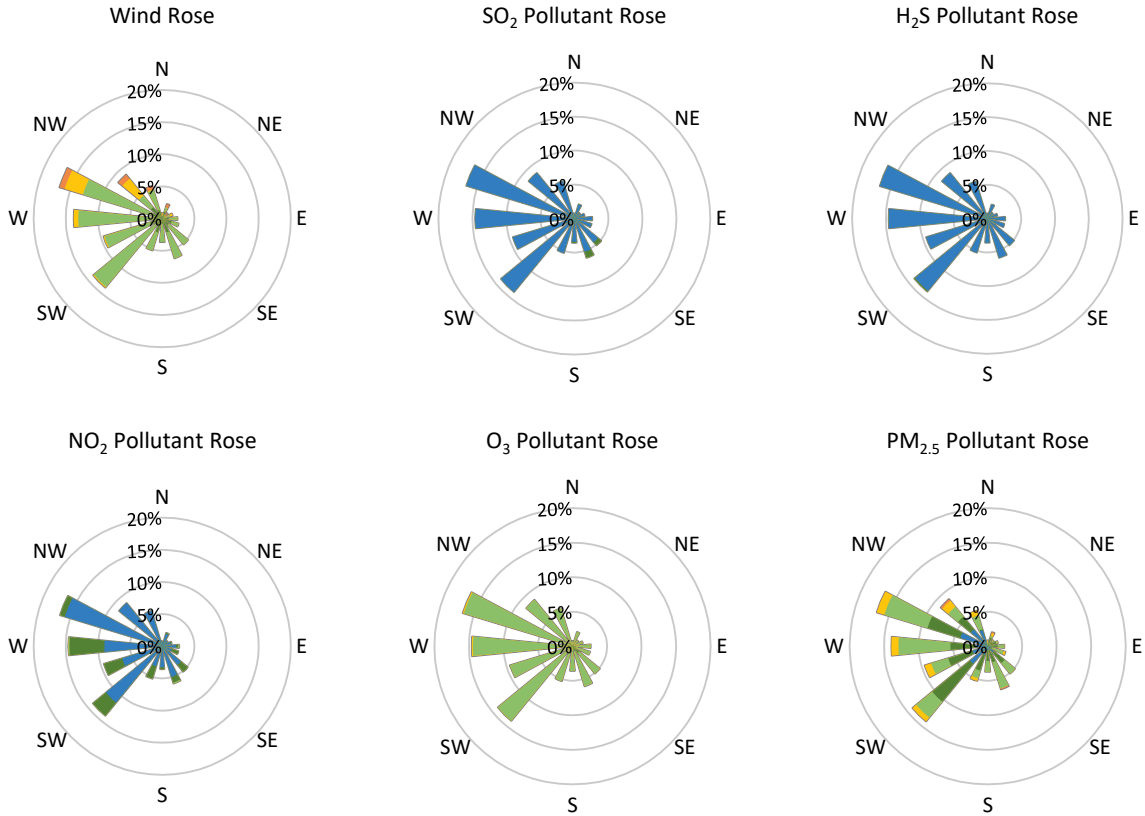 Wind Rose
N
20%
NW
15%
NE
10%
5%
W
0%
E
SW
SE
S
SO₂ Pollutant Rose
N
20%
NW
15%
NE
10%
5%
W
0%
E
SW
SE
S
H₂S Pollutant Rose
N
20%
NW
15%
NE
10%
5%
W
0%
E
SW
SE
S
NO₂ Pollutant Rose
N
20%
NW
15%
NE
10%
5%
W
0%
E
SW
SE
S
O₃ Pollutant Rose
N
20%
NW
15%
NE
10%
5%
W
0%
E
SW
SE
S
PM₂.₅ Pollutant Rose
N
20%
NW
15%
NE
10%
5%
W
0%
E
SW
SE
S